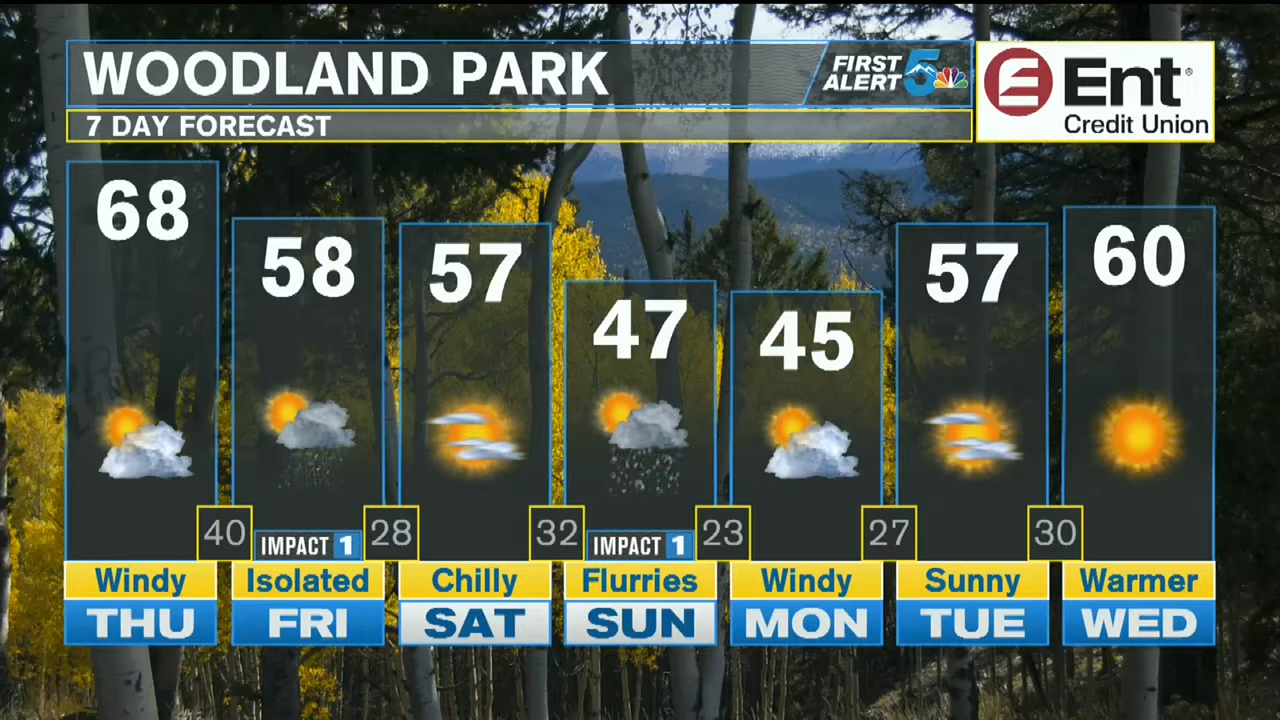 WOODLAND PARK
FIRST
ALERT 5
Ent
Credit Union
7 DAY FORECAST
68 58 57 47 45 57 60
40 28 32 23 27 30
IMPACT 1 IMPACT 1
Windy Isolated Chilly Flurries Windy Sunny Warmer
THU FRI SAT SUN MON TUE WED